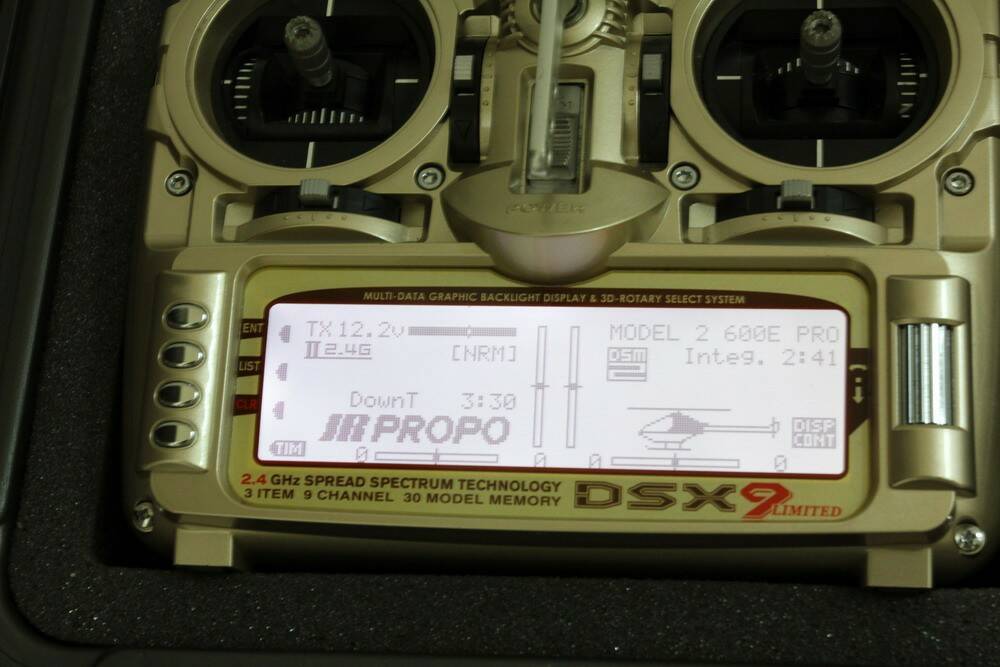 POWER
MULTI-DATA GRAPHIC BACKLIGHT DISPLAY & 3D-ROTARY SELECT SYSTEM
ENT
LIST
CLR
TX 12.2v
2.4G
[NRM]
DownT 3:30
JR PROPO
TIM
0
0
MODEL 2 600E PRO
DSM
Integ. 2:41
DISP
CONT
0
0
2.4 GHz SPREAD SPECTRUM TECHNOLOGY
3 ITEM 9 CHANNEL 30 MODEL MEMORY
DSX9 LIMITED